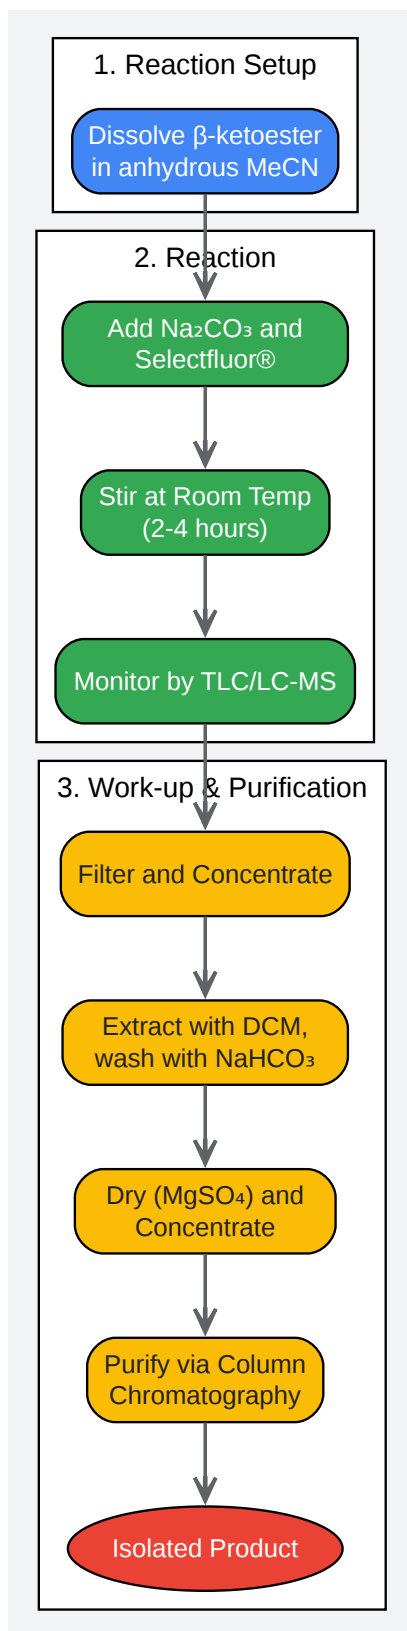 1. Reaction Setup
Dissolve β-ketoester
in anhydrous MeCN
2. Reaction
Add Na₂CO₃ and
Selectfluor®
Stir at Room Temp
(2-4 hours)
Monitor by TLC/LC-MS
3. Work-up & Purification
Filter and Concentrate
Extract with DCM,
wash with NaHCO₃
Dry (MgSO₄) and
Concentrate
Purify via Column
Chromatography
Isolated Product